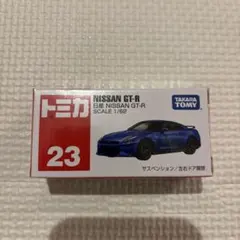 トミカ
23
NISSAN GT-R
日産 NISSAN GT-R
SCALE 1/62
TAKARA
TOMY
サスペンション/左右ドア開閉